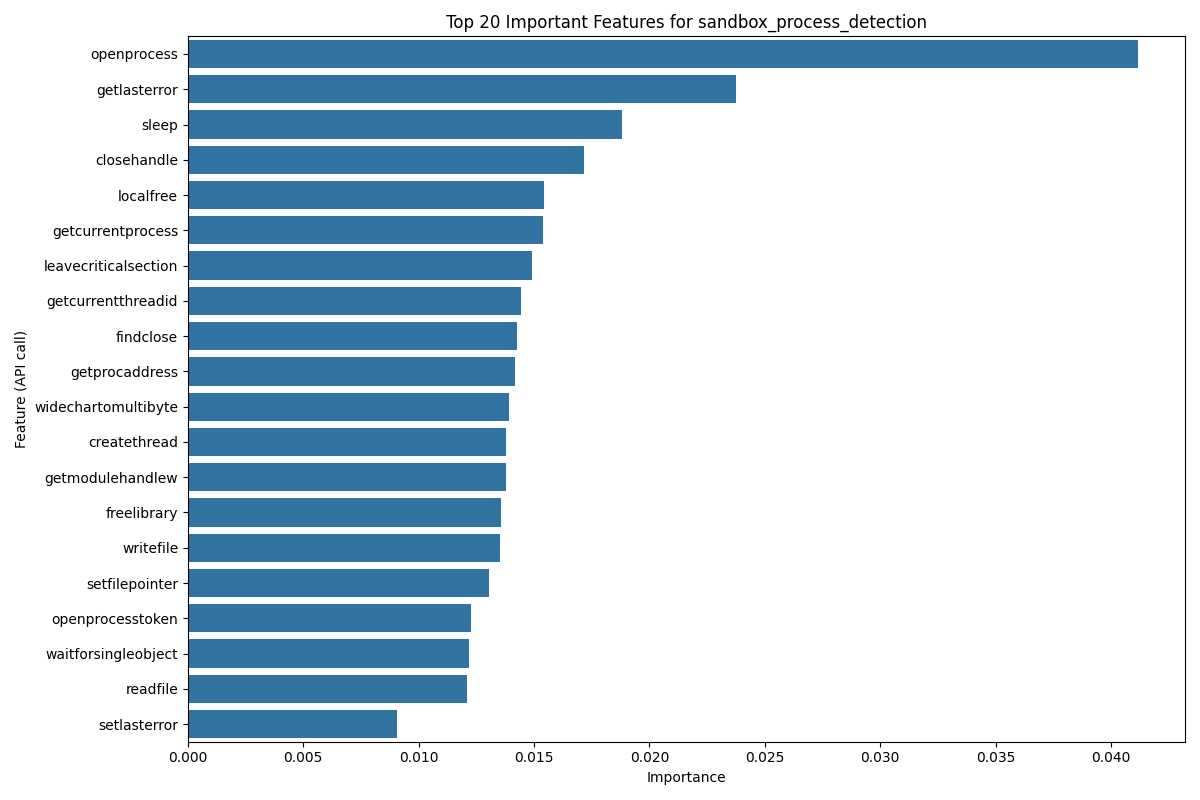 Top 20 Important Features for sandbox_process_detection
Feature (API call)
openprocess
getlasterror
sleep
closehandle
localfree
getcurrentprocess
leavecriticalsection
getcurrentthreadid
findclose
getprocaddress
widechartomultibyte
createthread
getmodulehandlew
freelibrary
writefile
setfilepointer
openprocesstoken
waitforsingleobject
readfile
setlasterror
0.000 0.005 0.010 0.015 0.020 0.025 0.030 0.035 0.040
Importance